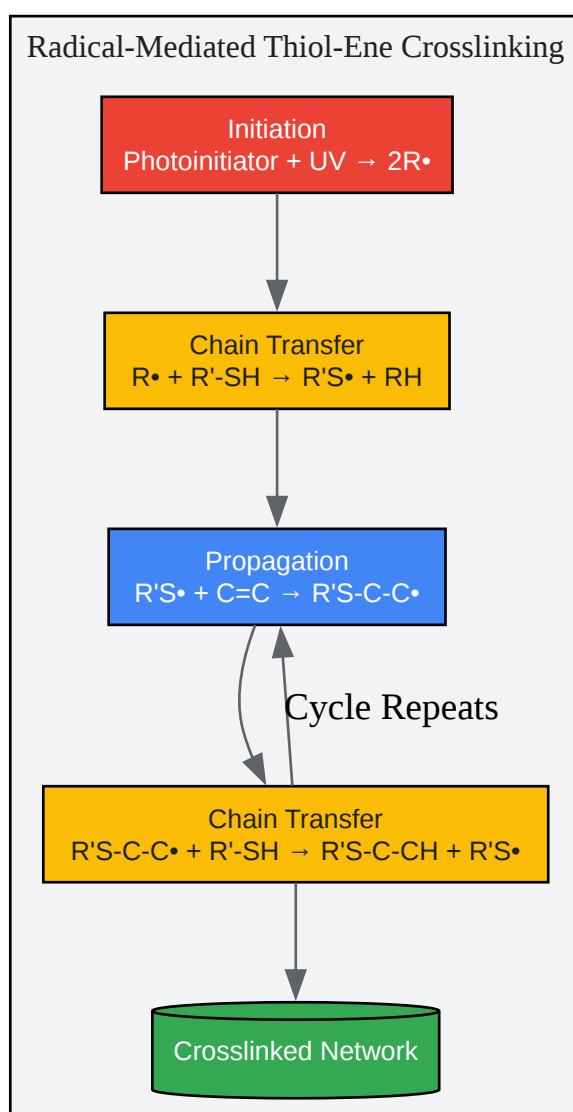 Radical-Mediated Thiol-Ene Crosslinking
Initiation
Photoinitiator + UV → 2R•
Chain Transfer
R• + R'-SH → R'S• + RH
Propagation
R'S• + C=C → R'S-C-C•
Cycle Repeats
Chain Transfer
R'S-C-C• + R'-SH → R'S-C-CH + R'S•
Crosslinked Network